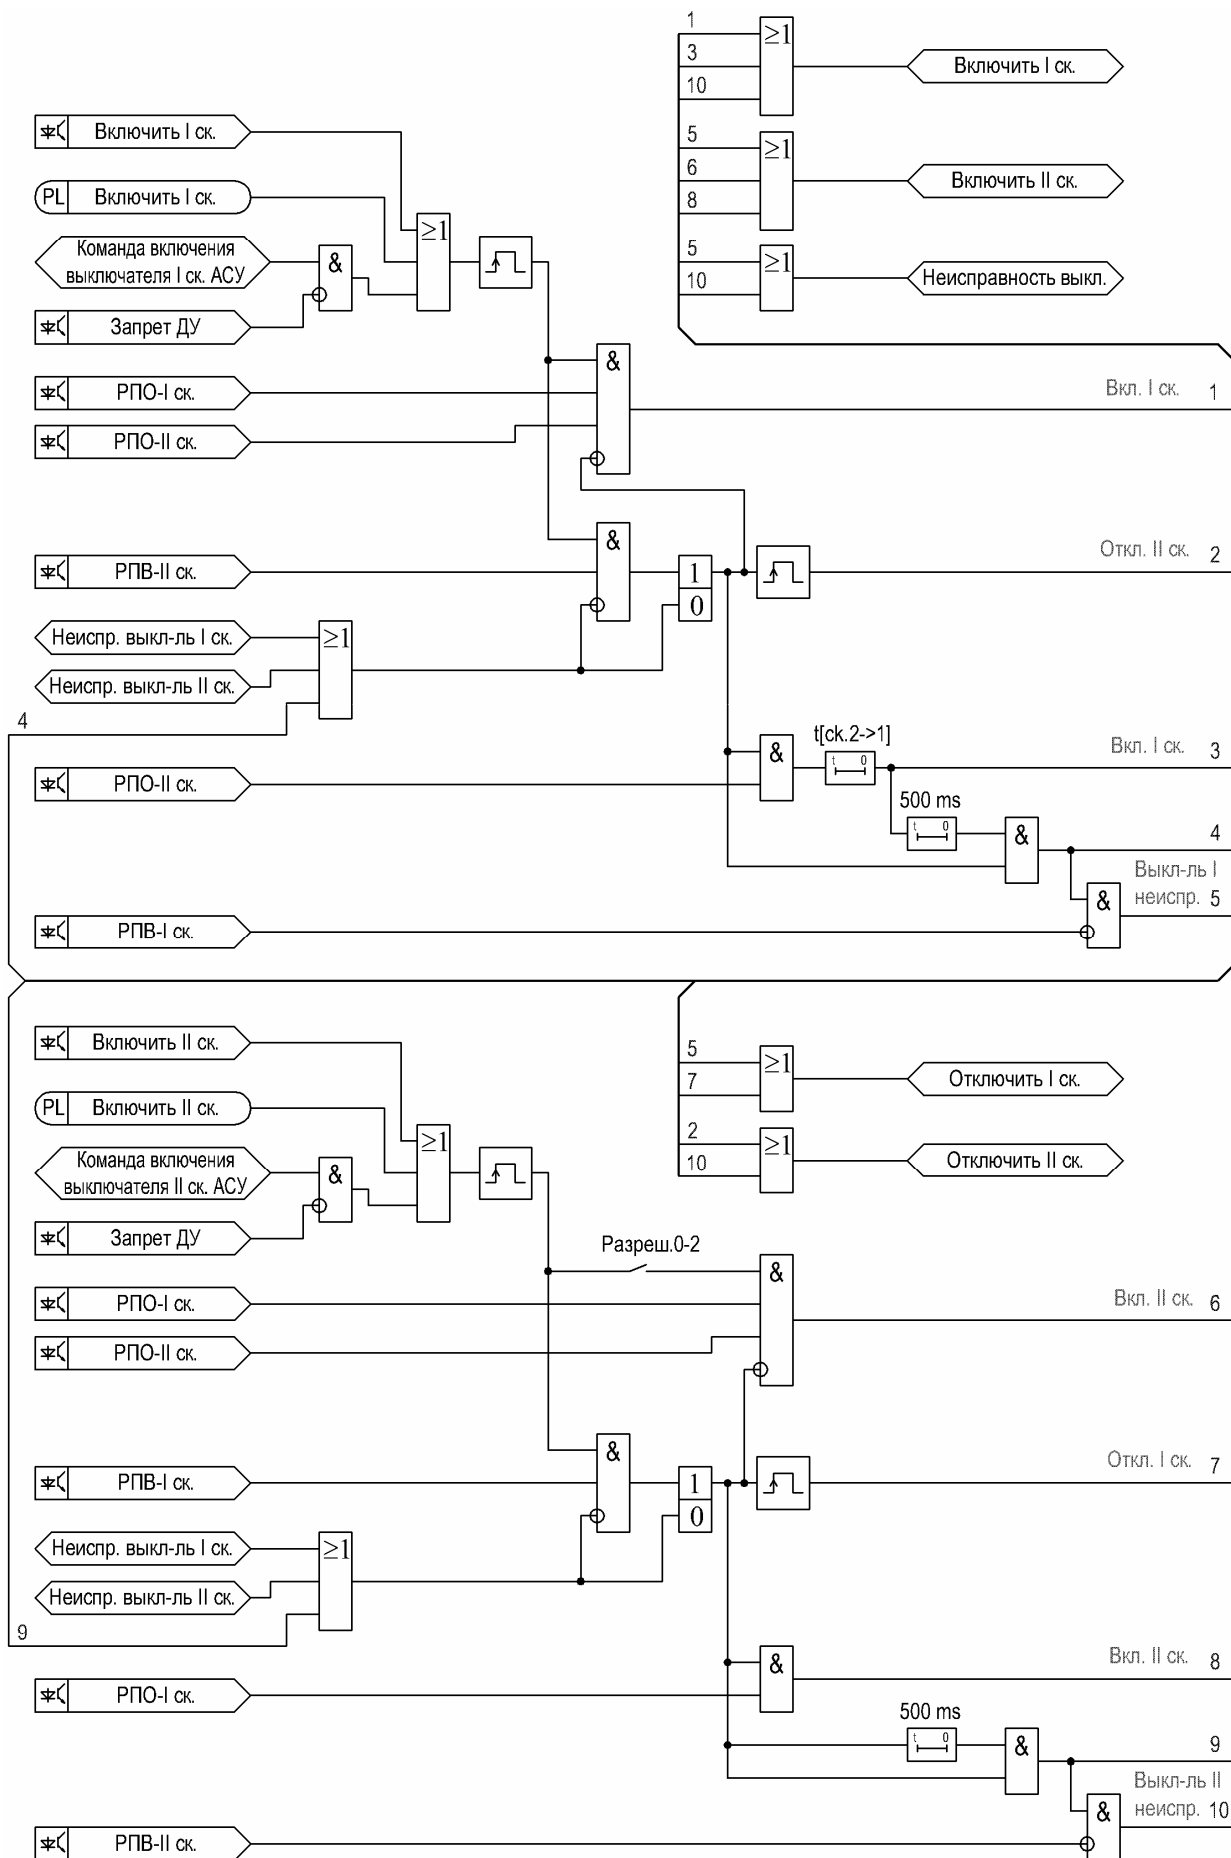 1
≥1
3
Включить I ск.
10
Включить I ск.
5
≥1
6
Включить II ск.
8
PL Включить I ск.
≥1
Команда включения
выключателя I ск. АСУ
&
5
≥1
10
Неисправность выкл.
Запрет ДУ
&
РПО-I ск.
Вкл. I ск. 1
РПО-II ск.
&
Откл. II ск. 2
РПВ-II ск.
1
0
Неиспр. выкл-ль I ск.
≥1
Неиспр. выкл-ль II ск.
4
t[ск.2->1]
&
t 0
Вкл. I ск. 3
РПО-II ск.
500 ms
t 0
&
4
Выкл-ль I
неиспр. 5
&
РПВ-I ск.
Включить II ск.
5
≥1
7
Отключить I ск.
PL Включить II ск.
≥1
2
≥1
10
Отключить II ск.
Команда включения
выключателя II ск. АСУ
&
Запрет ДУ
Разреш.0-2
&
РПО-I ск.
Вкл. II ск. 6
РПО-II ск.
&
Откл. I ск. 7
РПВ-I ск.
1
0
Неиспр. выкл-ль I ск.
≥1
Неиспр. выкл-ль II ск.
9
&
Вкл. II ск. 8
РПО-I ск.
500 ms
t 0
&
9
Выкл-ль II
неиспр. 10
&
РПВ-II ск.